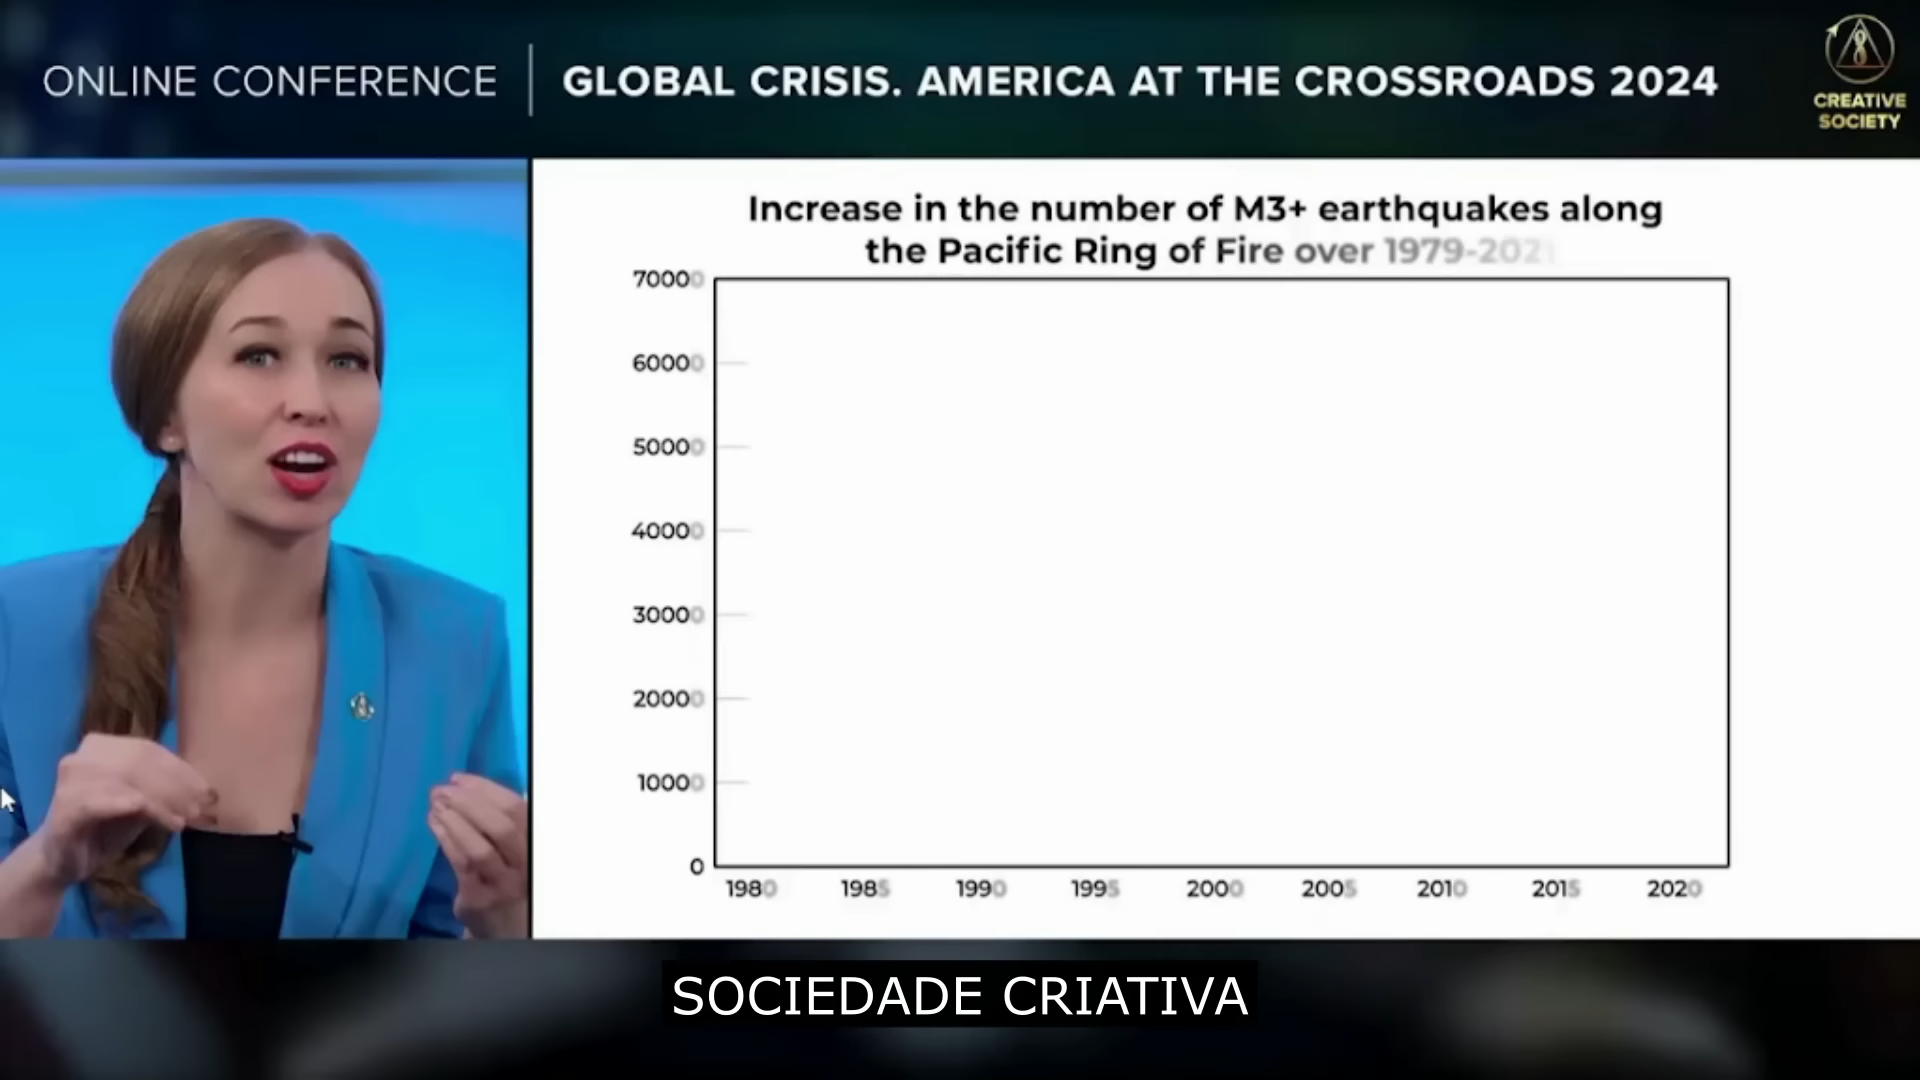 ONLINE CONFERENCE
GLOBAL CRISIS. AMERICA AT THE CROSSROADS 2024
CREATIVE
SOCIETY
Increase in the number of M3+ earthquakes along
the Pacific Ring of Fire over 1979-2021
70000
60000
50000
40000
30000
20000
10000
0
1980 1985 1990 1995 2000 2005 2010 2015 2020
SOCIEDADE CRIATIVA